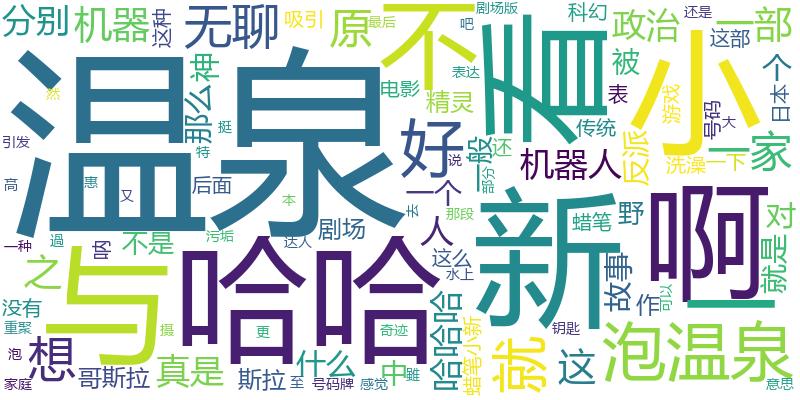 分别
机器
这种
无聊
吸引
原
最后
不
看
剧场版
吧
还是
科幻
政治
一部
这部
表达
电影
精灵
那么
神
温泉
小
被
表
游戏
号码
大
日本
个
传统
反派
一家
洗澡一下
好
说
一般
还
部分
机器人
然
挺
引发
特
高
惠
又
后面
本
一个
去
那段
人
新
蜡笔
野
啊
对
就是
一种
過
呐
不是
污垢
达人
剧场
这么
水上
故事
作
可以
一
之
与
哈哈
没有
重聚
想
摄
更
奇迹
哈哈哈
蜡笔小新
就
钥匙
这
泡温泉
泡
家庭
哥斯拉
真是
斯拉
至
什么
号码牌
感觉
中
雖
意思